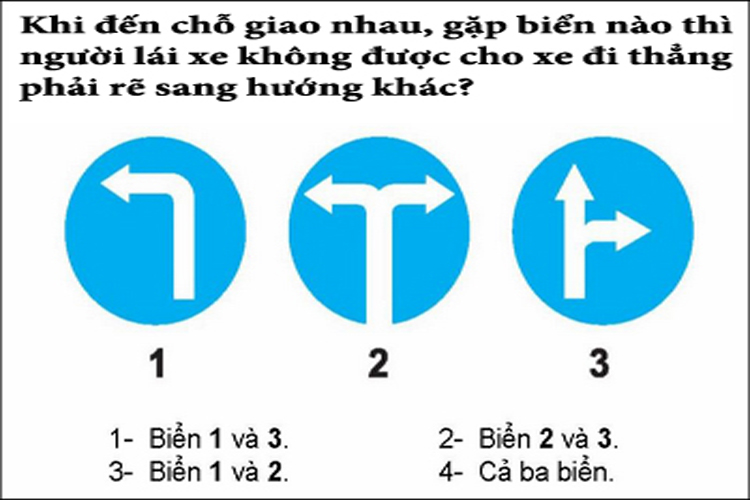 Khi đến chỗ giao nhau, gặp biển nào thì
người lái xe không được cho xe đi thẳng
phải rẽ sang hướng khác?
1 2 3
1- Biển 1 và 3. 2- Biển 2 và 3.
3- Biển 1 và 2. 4- Cả ba biển.